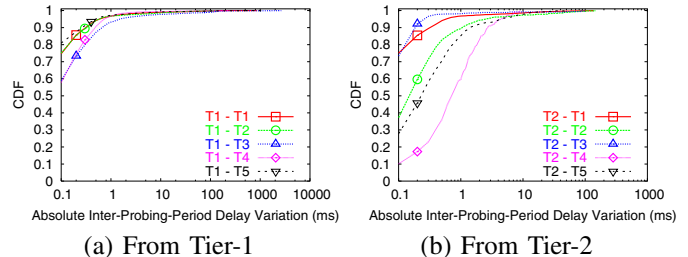 CDF
1
0.9
0.8
0.7
0.6
0.5
0.4
0.3
0.2
0.1
0
T1 - T1
T1 - T2
T1 - T3
T1 - T4
T1 - T5
0.1 1 10 100 1000 10000
Absolute Inter-Probing-Period Delay Variation (ms)
(a) From Tier-1
CDF
1
0.9
0.8
0.7
0.6
0.5
0.4
0.3
0.2
0.1
0
T2 - T1
T2 - T2
T2 - T3
T2 - T4
T2 - T5
0.1 1 10 100 1000
Absolute Inter-Probing-Period Delay Variation (ms)
(b) From Tier-2